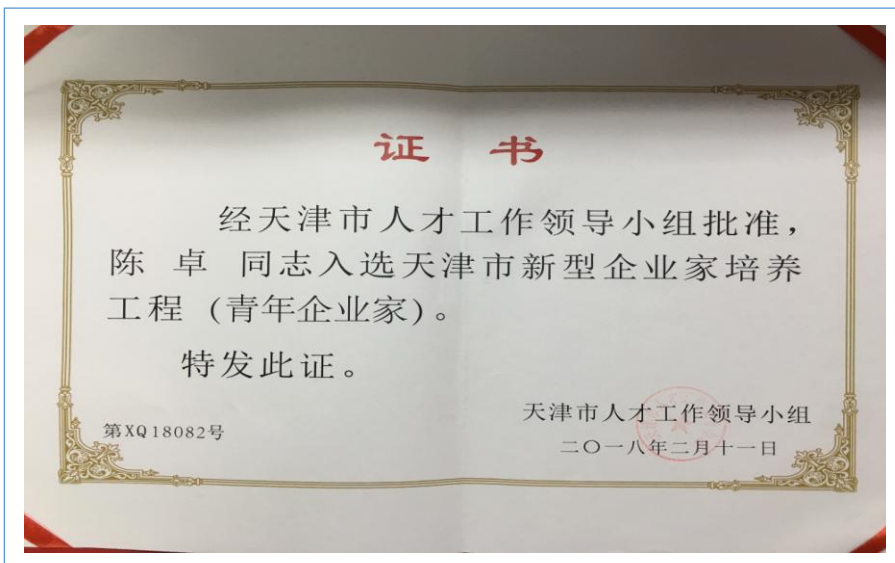 证 书
经天津市人才工作领导小组批准，
陈 卓 同志入选天津市新型企业家培养
工程（青年企业家）。
特发此证。
天津市人才工作领导小组
第XQ18082号
二〇一八年二月十一日